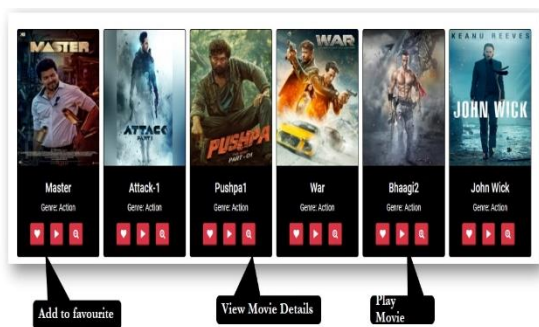 MASTER
ATTACK
PART 1
PUSHPA
PART-01
WAR
KEANU REEVES
JOHN WICK
Master
Attack-1
Pushpa1
War
Bhaagi2
John Wick
Genre: Action
Genre: Action
Genre: Action
Genre: Action
Genre: Action
Genre: Action
Add to favourite
View Movie Details
Play
Movie